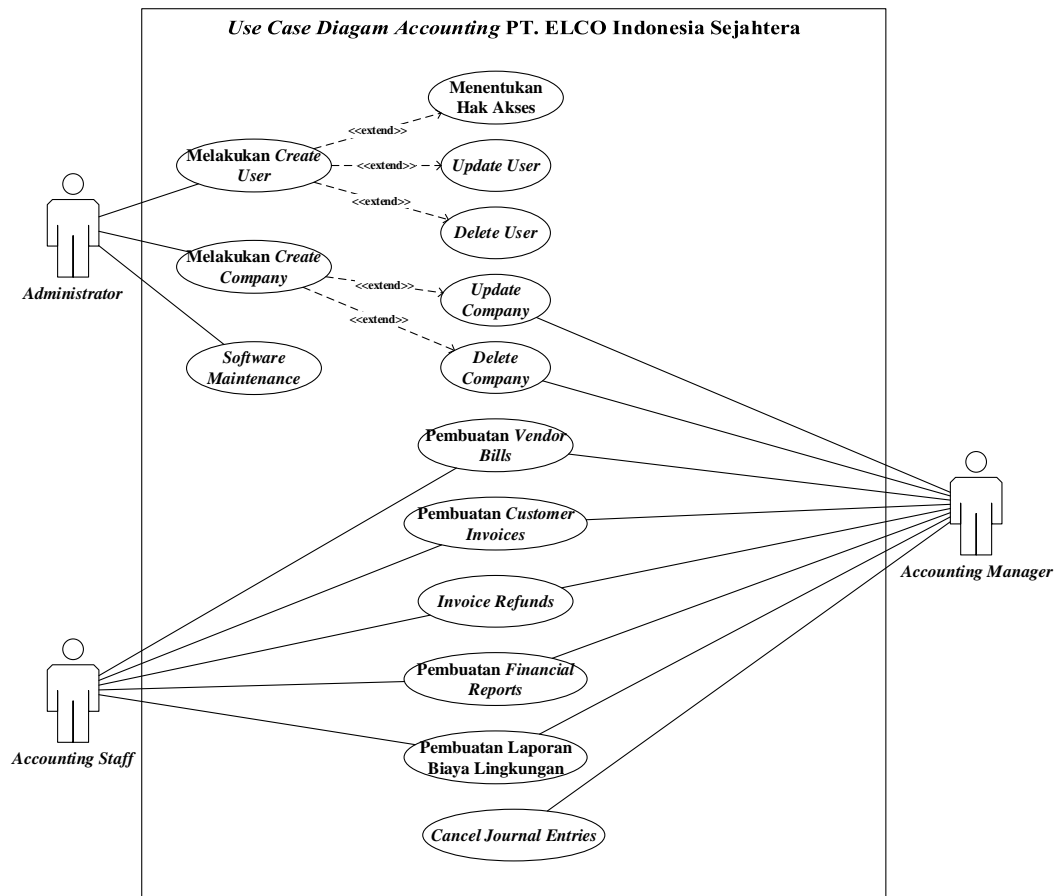 Use Case Diagam Accounting PT. ELCO Indonesia Sejahtera
Menentukan
Hak Akses
<<extend>>
Melakukan Create
User
<<extend>>
Update User
<<extend>>
Delete User
Administrator
Melakukan Create
Company
<<extend>>
Update
Company
<<extend>>
Software
Maintenance
Delete
Company
Pembuatan Vendor
Bills
Pembuatan Customer
Invoices
Accounting Manager
Invoice Refunds
Pembuatan Financial
Reports
Accounting Staff
Pembuatan Laporan
Biaya Lingkungan
Cancel Journal Entries